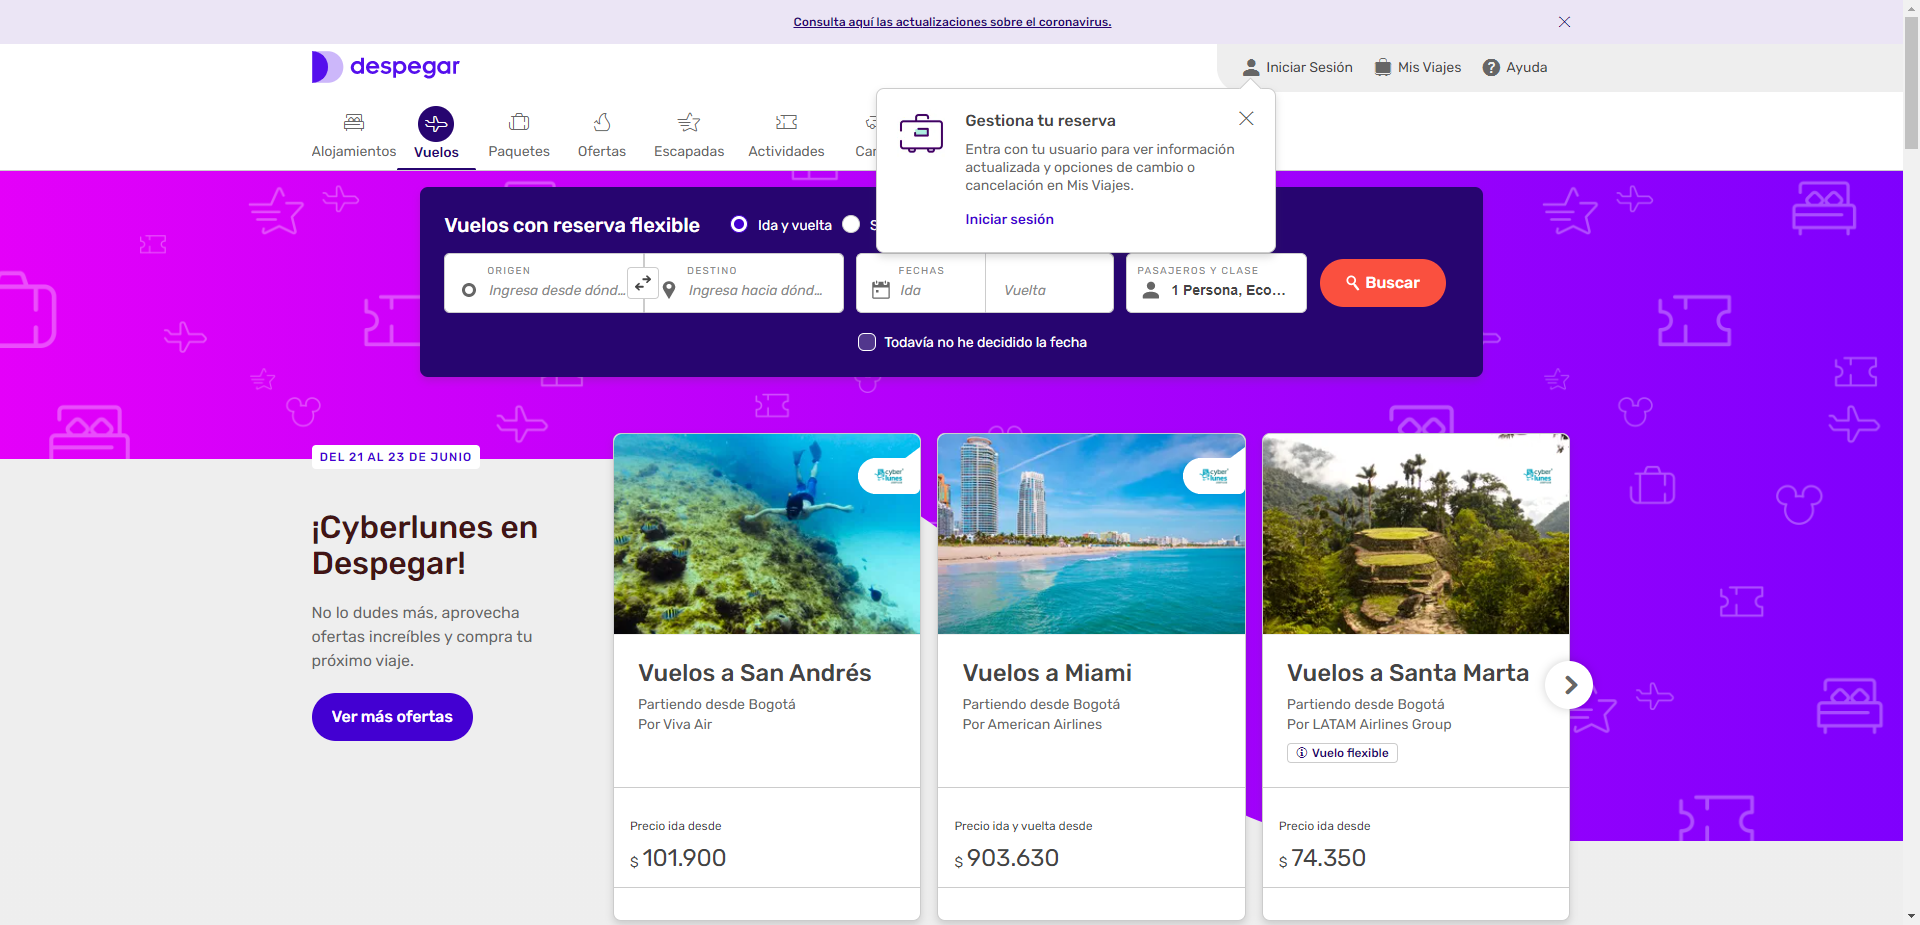 Consulta aquí las actualizaciones sobre el coronavirus.
despegar
Iniciar Sesión
Mis Viajes
Ayuda
Alojamientos
Vuelos
Paquetes
Ofertas
Escapadas
Actividades
Gestiona tu reserva
Entra con tu usuario para ver información
actualizada y opciones de cambio o
cancelación en Mis Viajes.
Iniciar sesión
Vuelos con reserva flexible
Ida y vuelta
ORIGEN
Ingresa desde dónd...
DESTINO
Ingresa hacia dónd...
FECHAS
Ida
Vuelta
PASAJEROS Y CLASE
1 Persona, Eco...
Buscar
Todavía no he decidido la fecha
DEL 21 AL 23 DE JUNIO
¡Cyberlunes en
Despegar!
No lo dudes más, aprovecha
ofertas increíbles y compra tu
próximo viaje.
Ver más ofertas
cyber
lunes
Vuelos a San Andrés
Partiendo desde Bogotá
Por Viva Air
Precio ida desde
$ 101.900
cyber
lunes
Vuelos a Miami
Partiendo desde Bogotá
Por American Airlines
Precio ida y vuelta desde
$ 903.630
cyber
lunes
Vuelos a Santa Marta
Partiendo desde Bogotá
Por LATAM Airlines Group
Vuelo flexible
Precio ida desde
$ 74.350